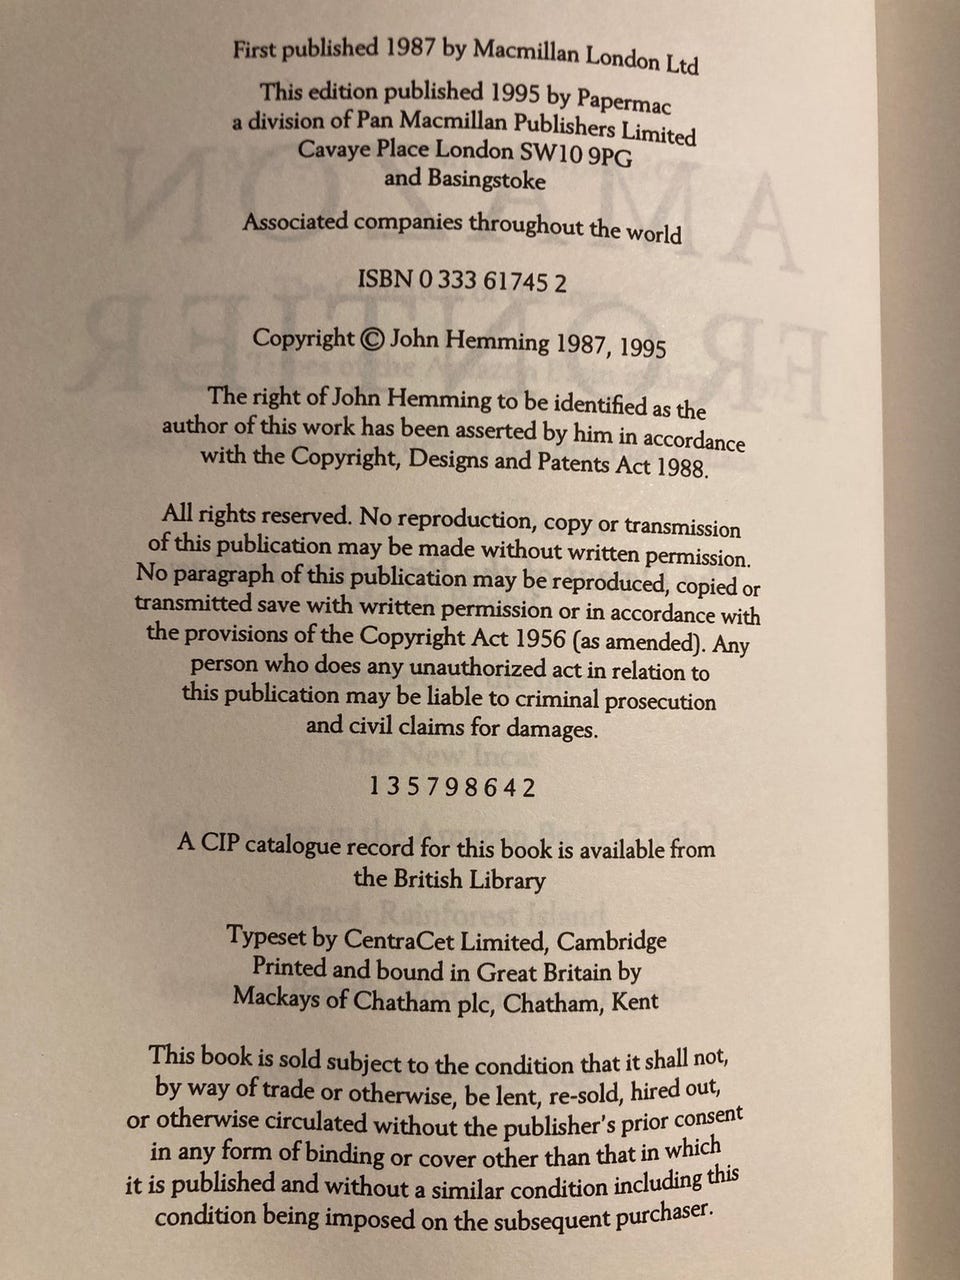 First published 1987 by Macmillan London Ltd
This edition published 1995 by Papermac
a division of Pan Macmillan Publishers Limited
Cavaye Place London SW10 9PG
and Basingstoke
Associated companies throughout the world
ISBN 0 333 61745 2
Copyright © John Hemming 1987, 1995
The right of John Hemming to be identified as the
author of this work has been asserted by him in accordance
with the Copyright, Designs and Patents Act 1988.
All rights reserved. No reproduction, copy or transmission
of this publication may be made without written permission.
No paragraph of this publication may be reproduced, copied or
transmitted save with written permission or in accordance with
the provisions of the Copyright Act 1956 (as amended). Any
person who does any unauthorized act in relation to
this publication may be liable to criminal prosecution
and civil claims for damages.
1 3 5 7 9 8 6 4 2
A CIP catalogue record for this book is available from
the British Library
Typeset by CentraCet Limited, Cambridge
Printed and bound in Great Britain by
Mackays of Chatham plc, Chatham, Kent
This book is sold subject to the condition that it shall not,
by way of trade or otherwise, be lent, re-sold, hired out,
or otherwise circulated without the publisher's prior consent
in any form of binding or cover other than that in which
it is published and without a similar condition including this
condition being imposed on the subsequent purchaser.